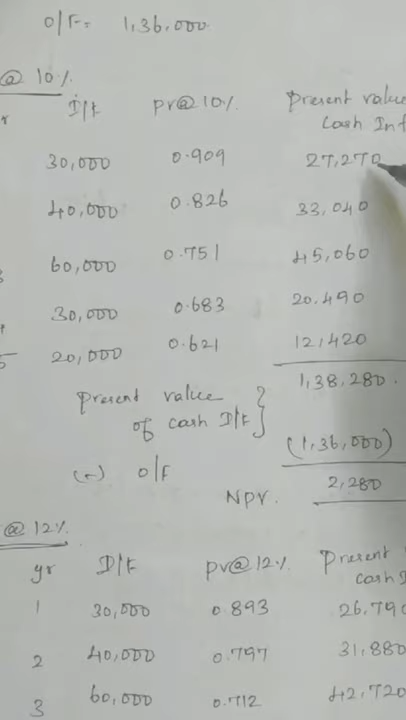 O/F = 1,36,000
@ 10%
r I/F PV@10% Present value
Cash Inf
30,000 0.909 27,270
40,000 0.826 33,040
3 60,000 0.751 45,060
30,000 0.683 20.490
5 20,000 0.621 12,420
Present value 1,38,280.
of cash I/F
(-) O/F (1,36,000)
NPV. 2,280
@ 12%
yr I/F PV@12% Present
cash I
1 30,000 0.893 26,790
2 40,000 0.797 31,880
3 60,000 0.712 42,720